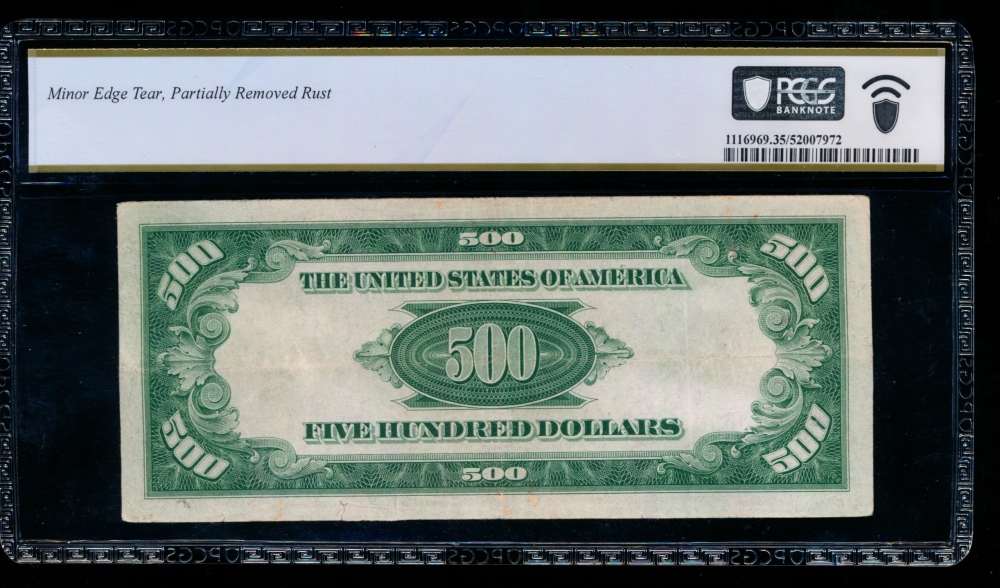 Minor Edge Tear, Partially Removed Rust
PCGS
BANKNOTE
1116969.35/52007972
500
500
500
THE UNITED STATES OF AMERICA
500
FIVE HUNDRED DOLLARS
500
500
500